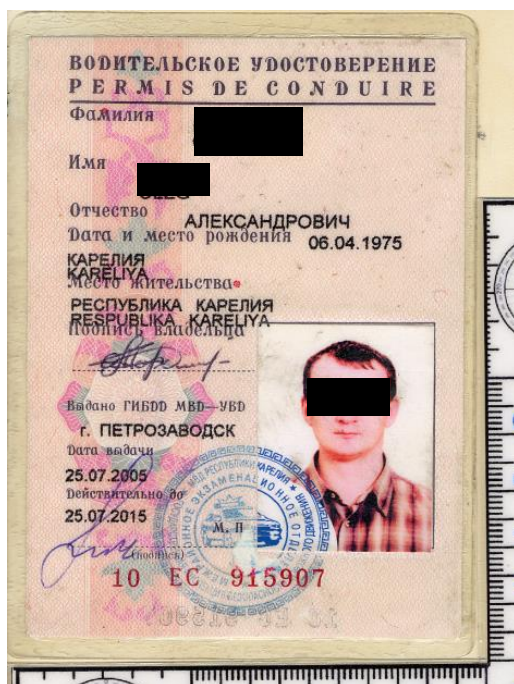 ВОДИТЕЛЬСКОЕ УДОСТОВЕРЕНИЕ
PERMIS DE CONDUIRE
Фамилия
Имя
Отчество АЛЕКСАНДРОВИЧ
Дата и место рождения 06.04.1975
КАРЕЛИЯ
KARELIYA
Место жительства
РЕСПУБЛИКА КАРЕЛИЯ
RESPUBLIKA KARELIYA
Подпись владельца
Выдано ГИБДД МВД—УВД
г. ПЕТРОЗАВОДСК
Дата выдачи
25.07.2005
Действительно до
25.07.2015
М. П
(подпись)
10 ЕС 915907